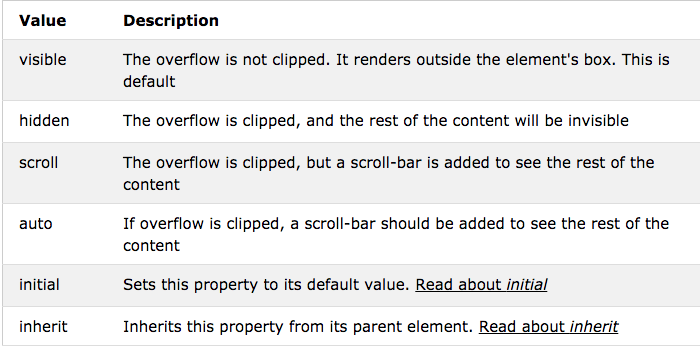 Value Description
visible The overflow is not clipped. It renders outside the element's box. This is
default
hidden The overflow is clipped, and the rest of the content will be invisible
scroll The overflow is clipped, but a scroll-bar is added to see the rest of the
content
auto If overflow is clipped, a scroll-bar should be added to see the rest of the
content
initial Sets this property to its default value. Read about initial
inherit Inherits this property from its parent element. Read about inherit